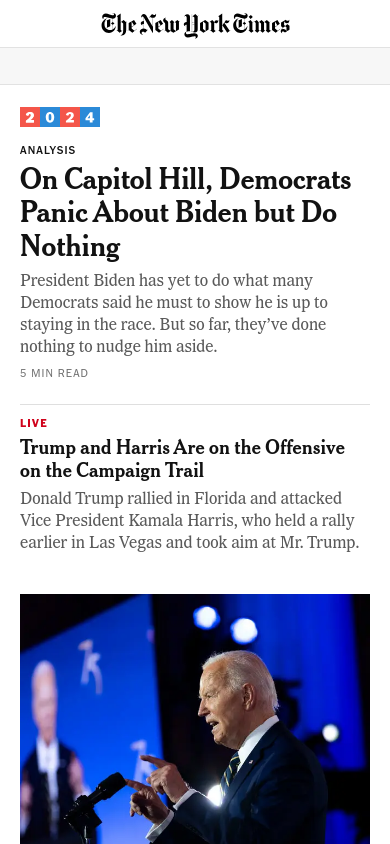 The New York Times
2024
ANALYSIS
On Capitol Hill, Democrats
Panic About Biden but Do
Nothing
President Biden has yet to do what many
Democrats said he must to show he is up to
staying in the race. But so far, they’ve done
nothing to nudge him aside.
5 MIN READ
LIVE
Trump and Harris Are on the Offensive
on the Campaign Trail
Donald Trump rallied in Florida and attacked
Vice President Kamala Harris, who held a rally
earlier in Las Vegas and took aim at Mr. Trump.